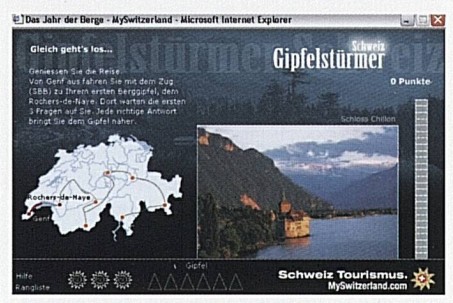 Das Jahr der Berge - MySwitzerland - Microsoft Internet Explorer
Gleich geht's los...
Schweiz
Gipfelstürmer
Geniessen Sie die Reise.
Von Genf aus fahren Sie mit dem Zug
(SBB) zu Ihrem ersten Berggipfel, dem
Rochers-de-Naye. Dort warten die ersten
3 Fragen auf Sie. Jede richtige Antwort
bringt Sie dem Gipfel näher.
0 Punkte
Schloss Chillon
Rochers-de-Naye
Genf
Gipfel
Hilfe
Rangliste
Schweiz Tourismus.
MySwitzerland.com